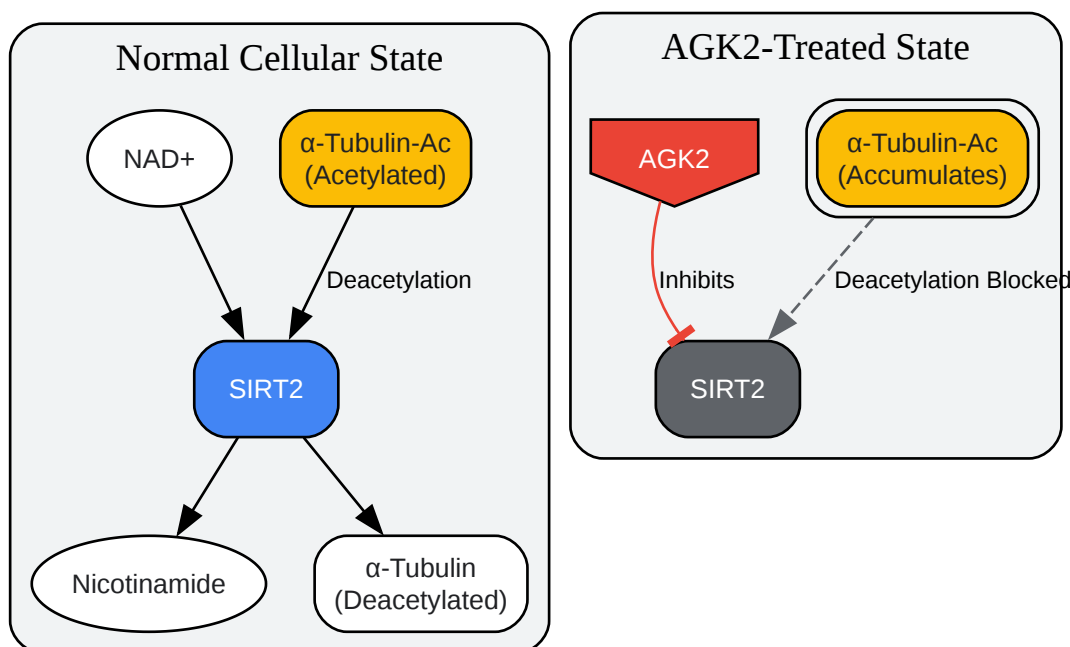 Normal Cellular State
NAD+
α-Tubulin-Ac
(Acetylated)
Deacetylation
SIRT2
Nicotinamide
α-Tubulin
(Deacetylated)
AGK2-Treated State
AGK2
α-Tubulin-Ac
(Accumulates)
Inhibits
Deacetylation Blocked
SIRT2